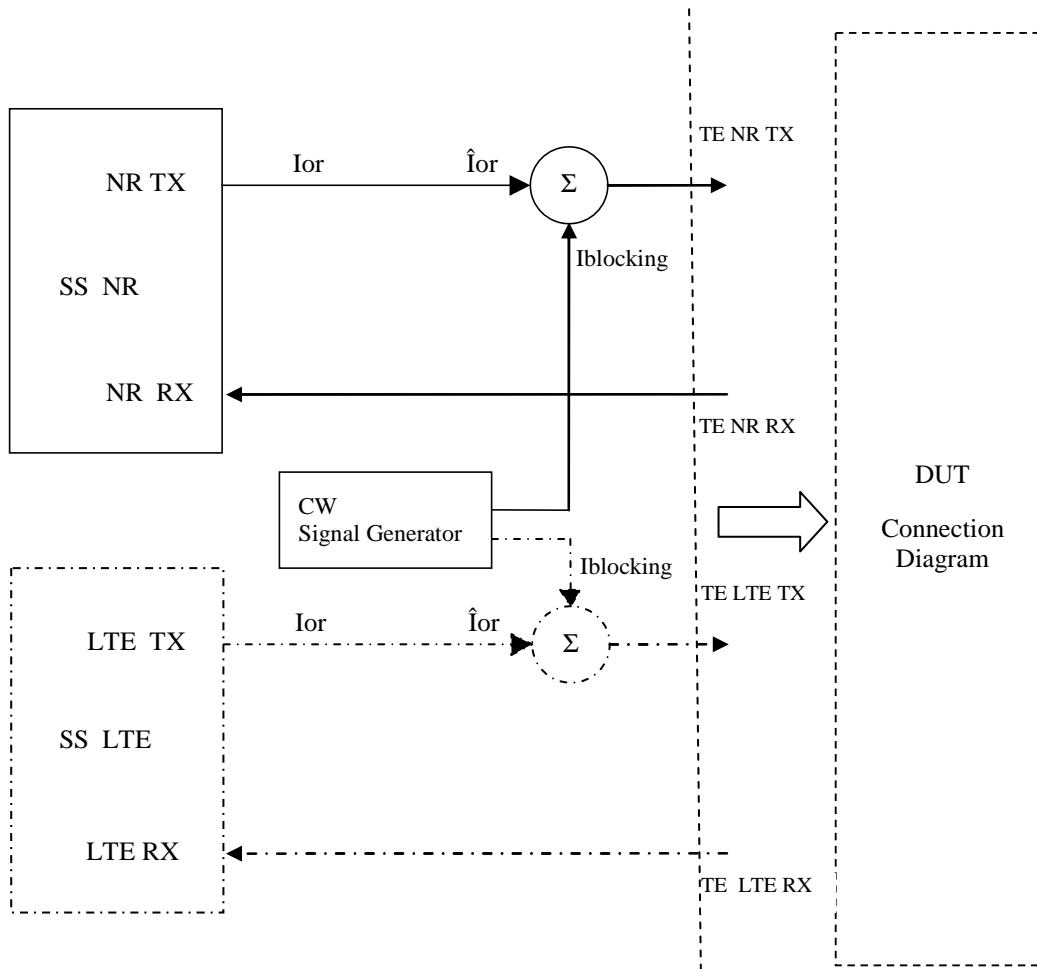 TE NR TX
NR TX
Ior
Îor
Σ
Iblocking
SS NR
NR RX
TE NR RX
CW
Signal Generator
DUT
Connection
Diagram
Iblocking
TE LTE TX
LTE TX
Ior
Îor
Σ
SS LTE
LTE RX
TE LTE RX